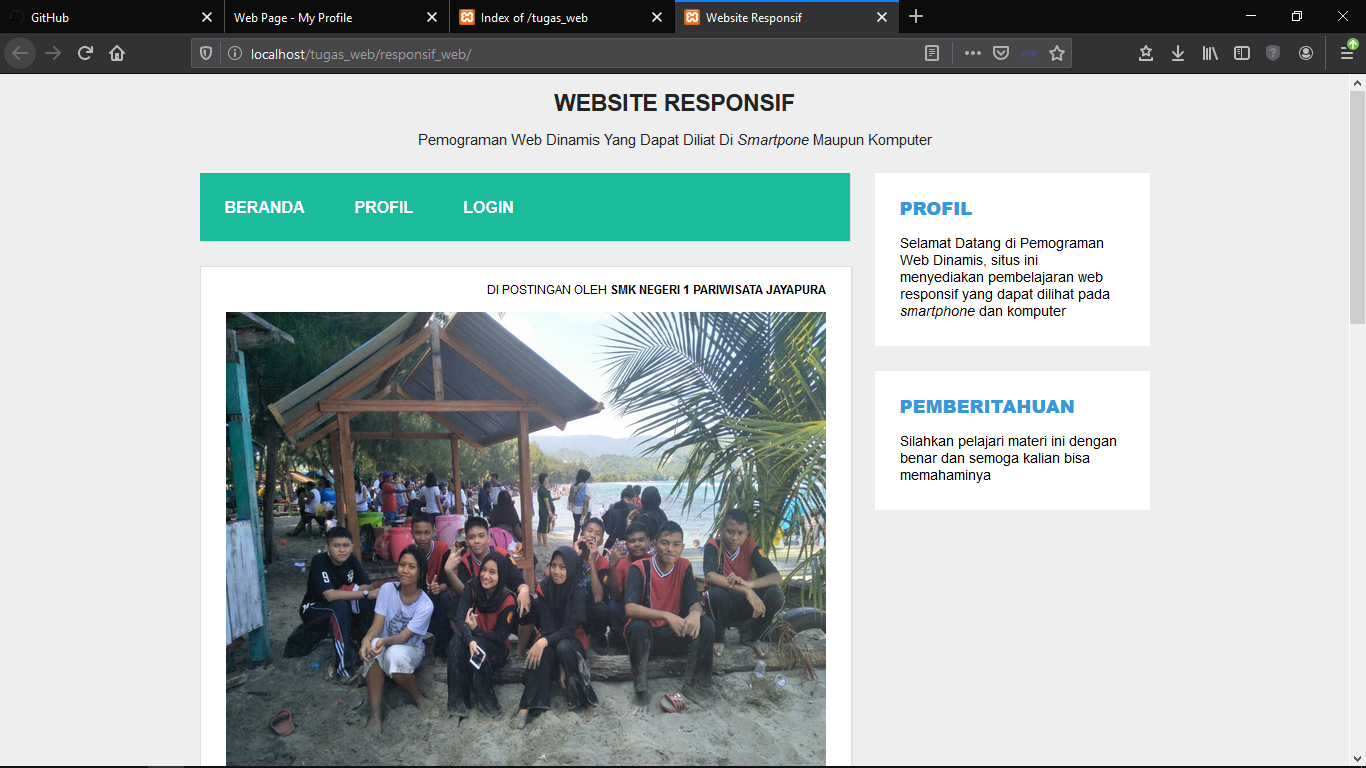 GitHub
Web Page - My Profile
Index of /tugas_web
Website Responsif
localhost/tugas_web/responsif_web/
php
WEBSITE RESPONSIF
Pemograman Web Dinamis Yang Dapat Diliat Di Smartpone Maupun Komputer
BERANDA PROFIL LOGIN
DI POSTINGAN OLEH SMK NEGERI 1 PARIWISATA JAYAPURA
9
PROFIL
Selamat Datang di Pemograman
Web Dinamis, situs ini
menyediakan pembelajaran web
responsif yang dapat dilihat pada
smartphone dan komputer
PEMBERITAHUAN
Silahkan pelajari materi ini dengan
benar dan semoga kalian bisa
memahaminya